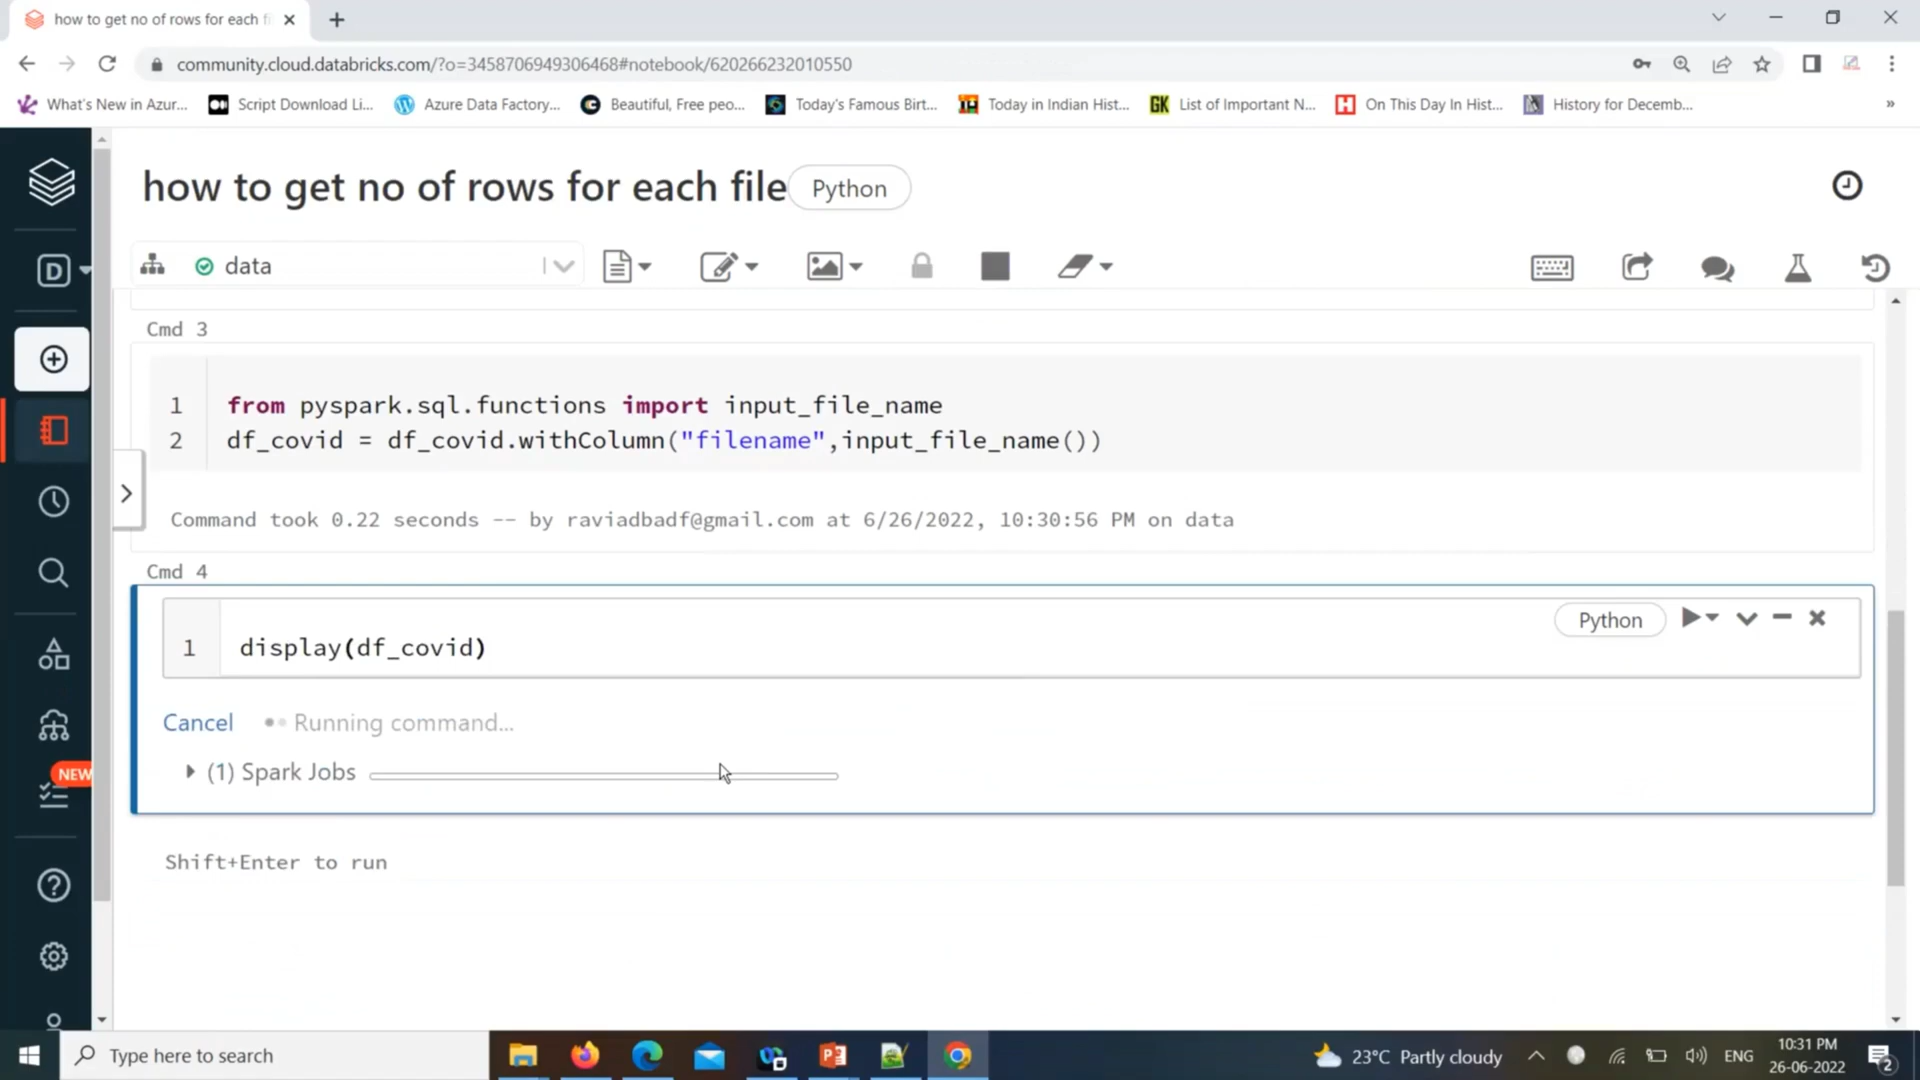 how to get no of rows for each fi
community.cloud.databricks.com/?o=3458706949306468#notebook/620266232010550
What's New in Azur...
Script Download Li...
Azure Data Factory...
Beautiful, Free peo...
Today's Famous Birt...
Today in Indian Hist...
GK List of Important N...
On This Day In Hist...
History for Decemb...
»
how to get no of rows for each file
Python
D
data
Cmd 3
1 from pyspark.sql.functions import input_file_name
2 df_covid = df_covid.withColumn("filename",input_file_name())
Command took 0.22 seconds -- by raviadbadf@gmail.com at 6/26/2022, 10:30:56 PM on data
Cmd 4
Python
1 display(df_covid)
Cancel Running command...
(1) Spark Jobs
NEW
Shift+Enter to run
Type here to search
23°C Partly cloudy
ENG
10:31 PM
26-06-2022
2